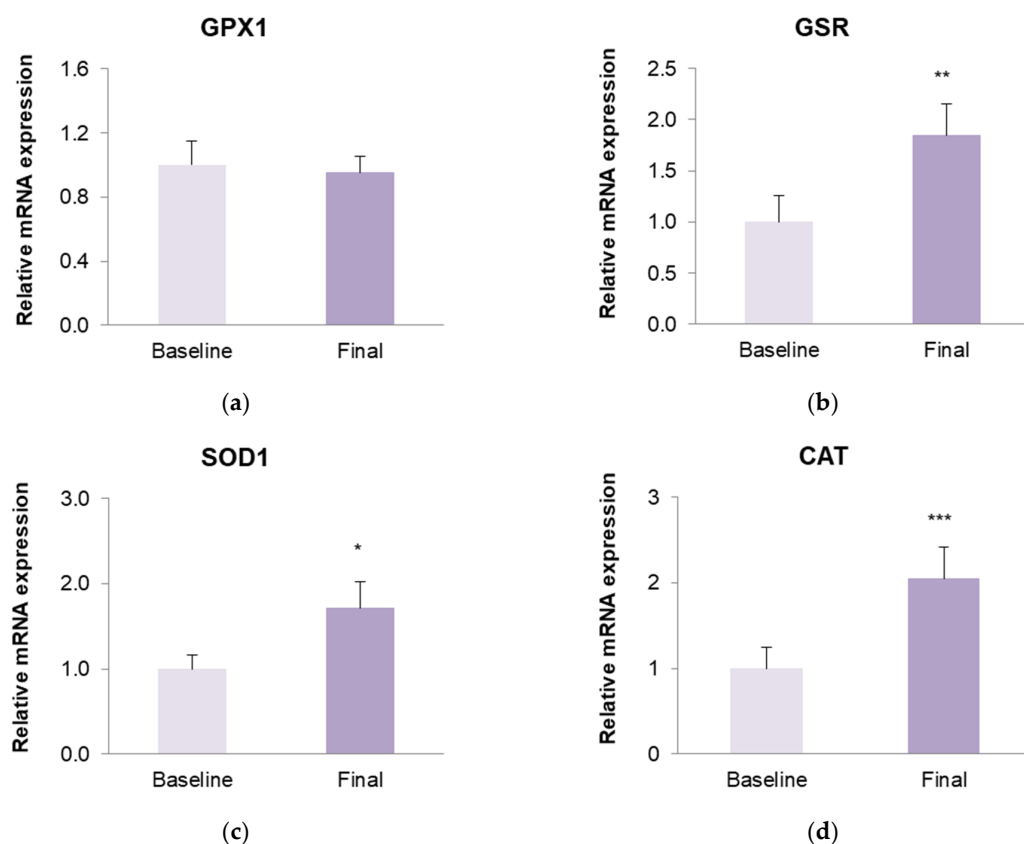 GPX1
Relative mRNA expression
1.6
1.2
0.8
0.4
0.0
Baseline Final
(a)
GSR
Relative mRNA expression
2.5
2.0
1.5
1.0
0.5
0.0
**
Baseline Final
(b)
SOD1
Relative mRNA expression
3.0
2.0
1.0
0.0
*
Baseline Final
(c)
CAT
Relative mRNA expression
3
2
1
0
***
Baseline Final
(d)